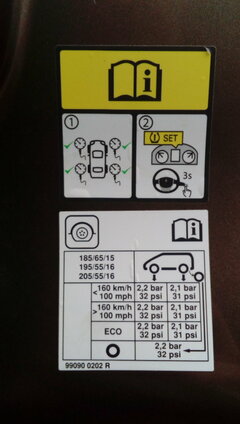 1
2
SET
3s
185/65/15
195/55/16
205/55/16
<160 km/h 2,2 bar 2,1 bar
100 mph 32 psi 31 psi
>160 km/h 2,2 bar 2,1 bar
100 mph 32 psi 31 psi
ECO 2,2 bar 2,1 bar
32 psi 31 psi
2,2 bar
32 psi
99090 0202 R